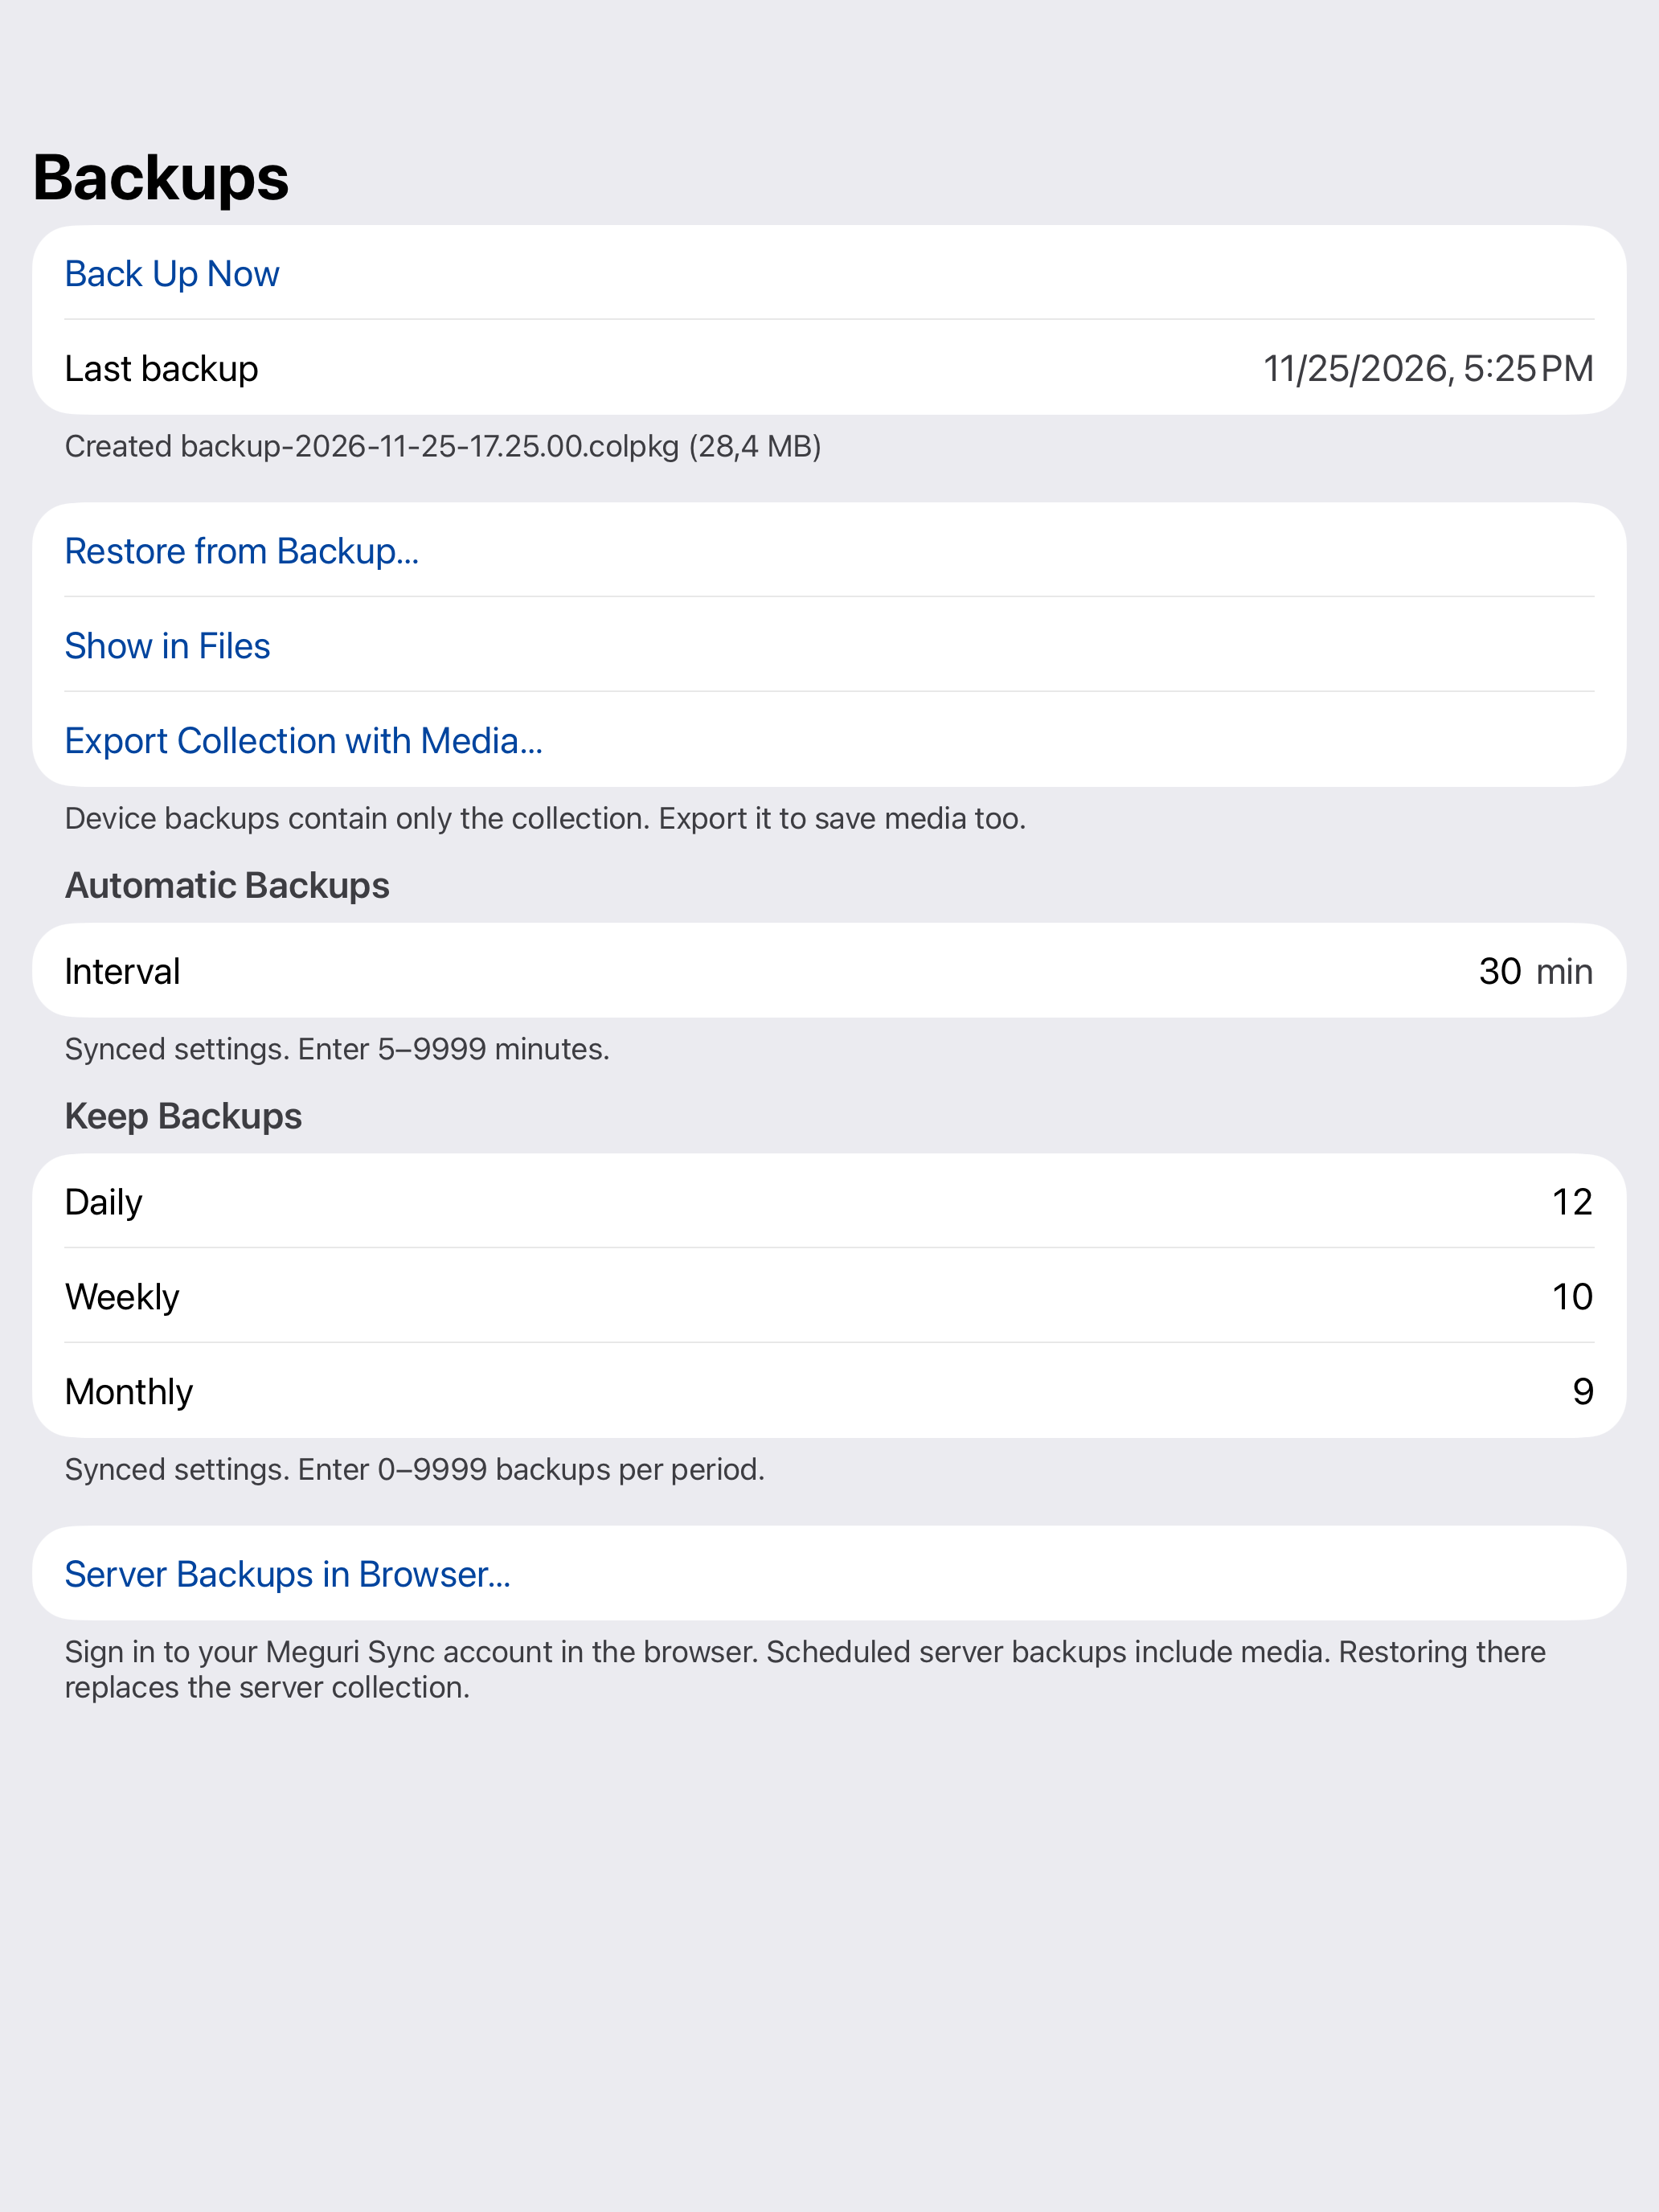 Backups
Back Up Now
Last backup
11/25/2026, 5:25 PM
Created backup-2026-11-25-17.25.00.colpkg (28,4 MB)
Restore from Backup...
Show in Files
Export Collection with Media...
Device backups contain only the collection. Export it to save media too.
Automatic Backups
Interval
30 min
Synced settings. Enter 5–9999 minutes.
Keep Backups
Daily
12
Weekly
10
Monthly
9
Synced settings. Enter 0–9999 backups per period.
Server Backups in Browser...
Sign in to your Meguri Sync account in the browser. Scheduled server backups include media. Restoring there
replaces the server collection.